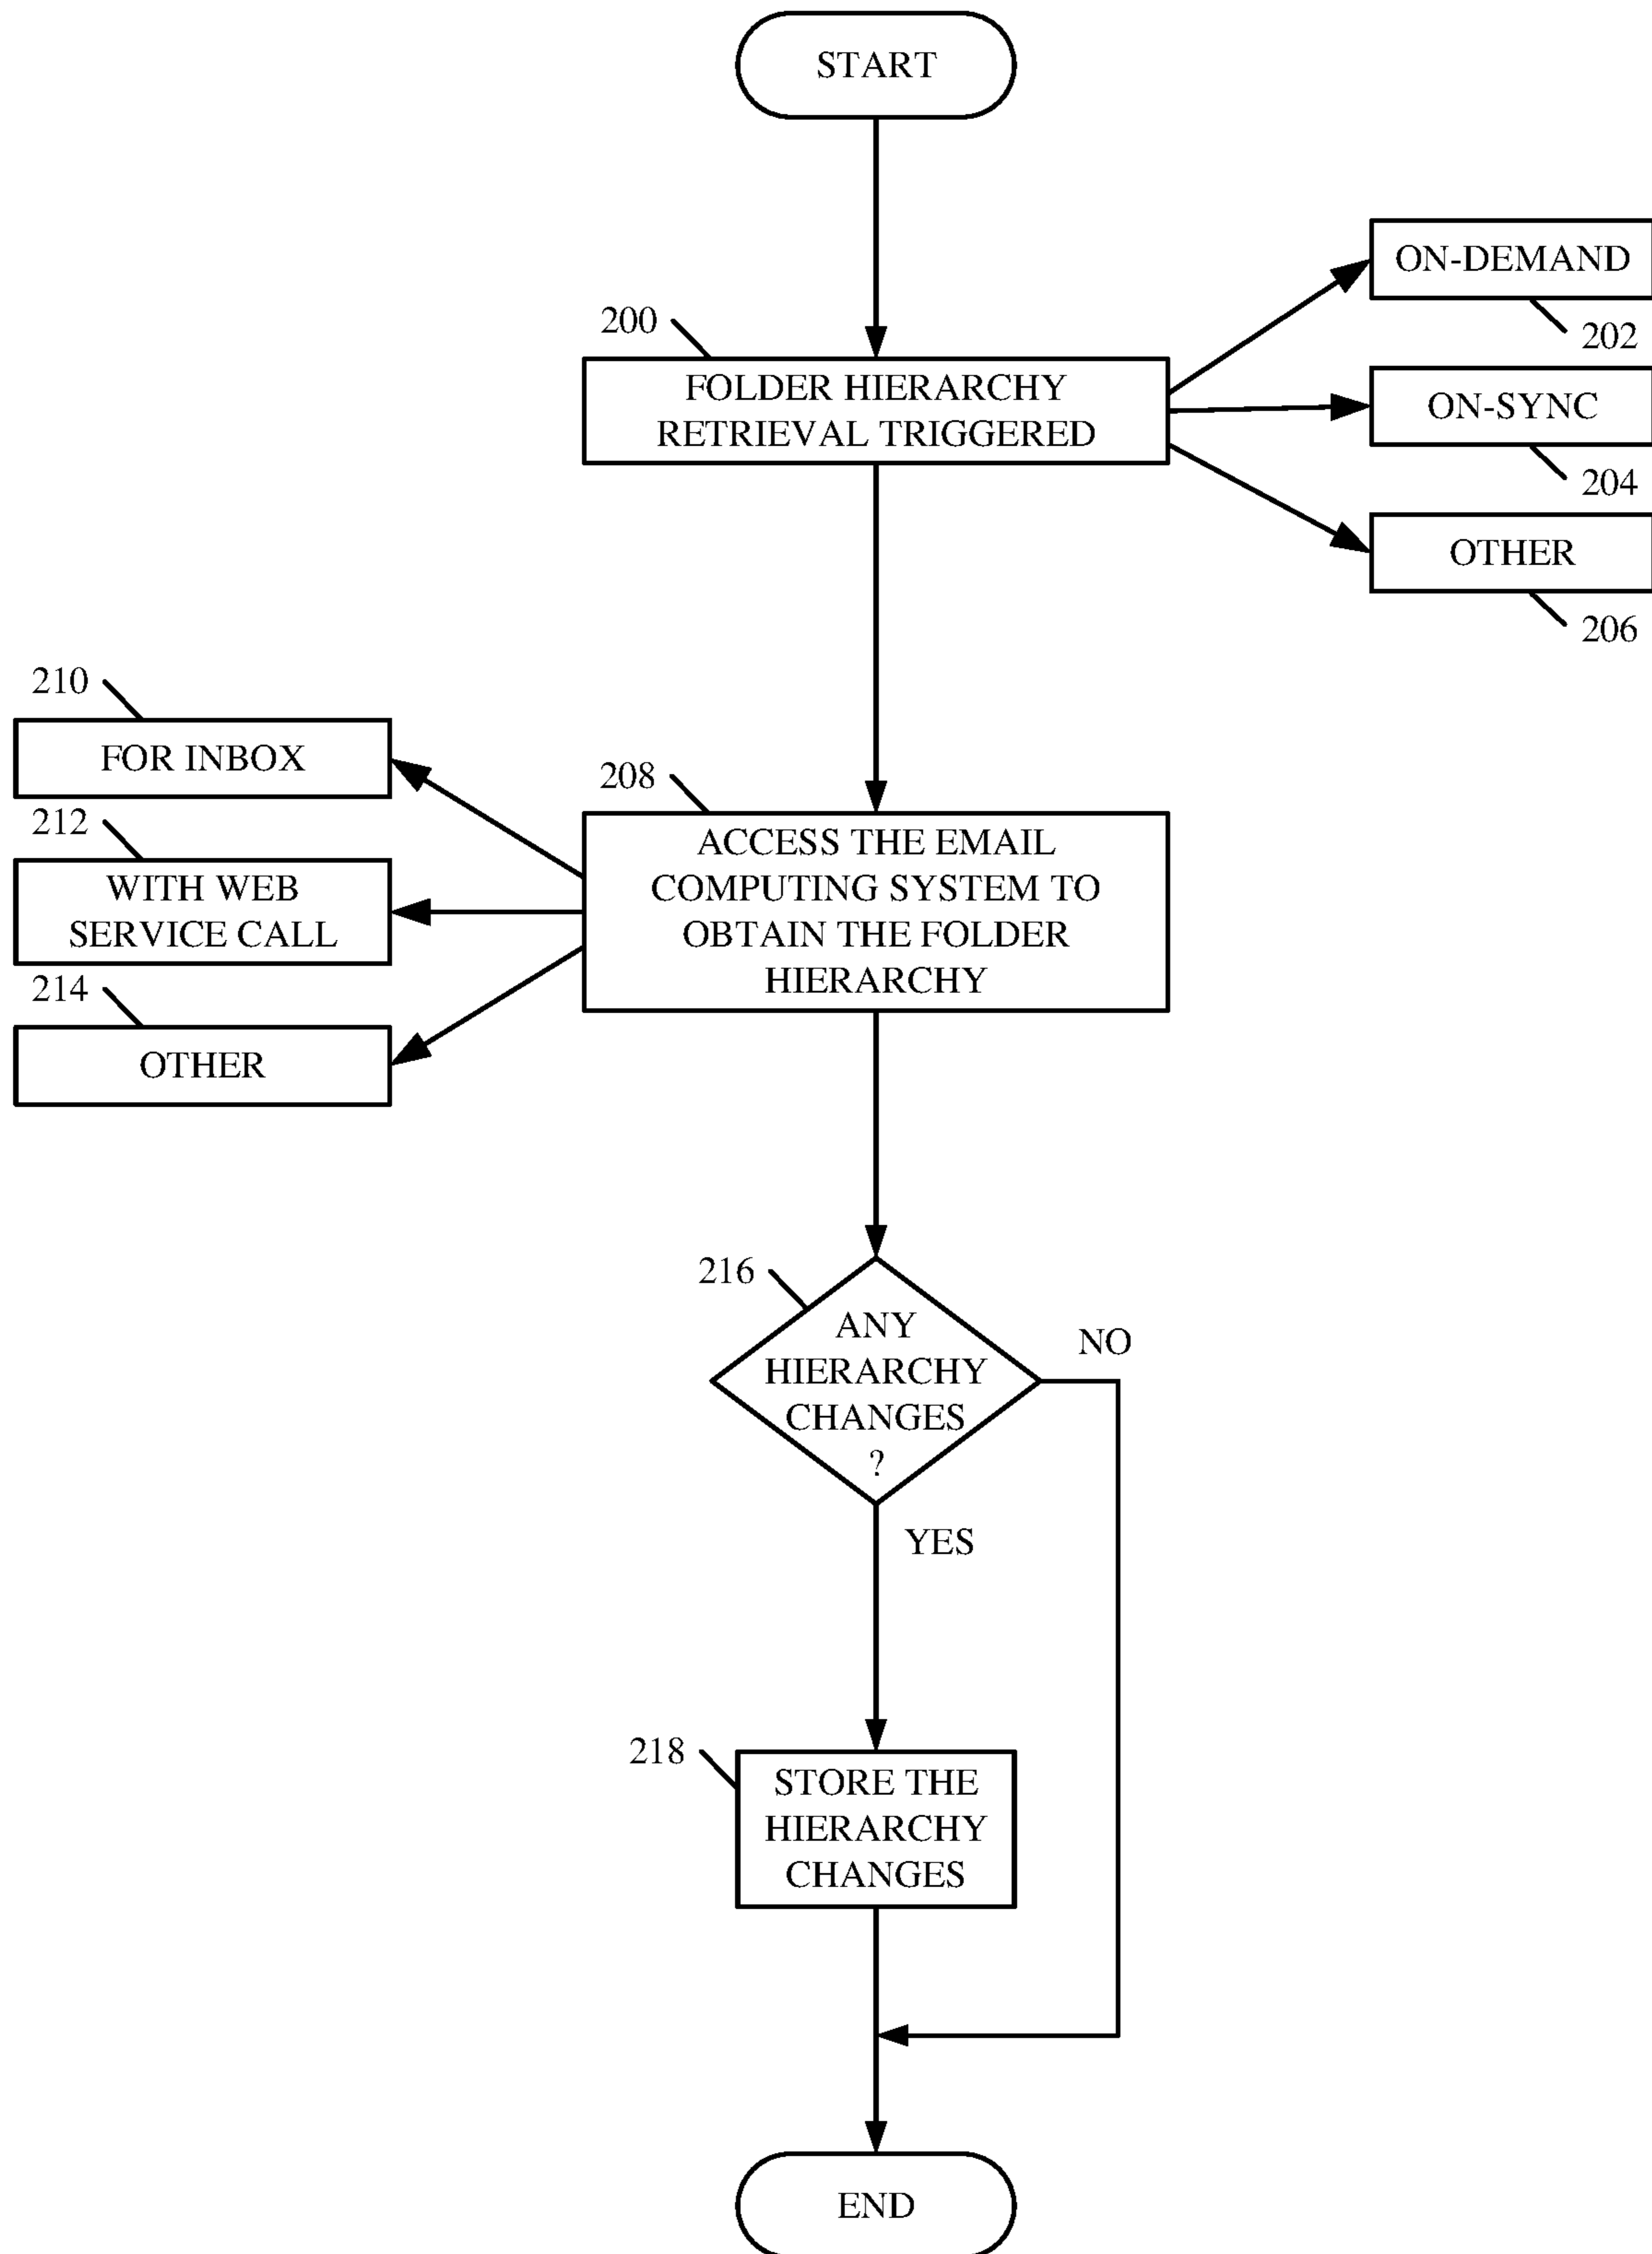 START
ON-DEMAND
202
200
FOLDER HIERARCHY
RETRIEVAL TRIGGERED
ON-SYNC
204
OTHER
206
210
FOR INBOX
212
WITH WEB
SERVICE CALL
214
OTHER
208
ACCESS THE EMAIL
COMPUTING SYSTEM TO
OBTAIN THE FOLDER
HIERARCHY
216
ANY
HIERARCHY
CHANGES
?
NO
YES
218
STORE THE
HIERARCHY
CHANGES
END